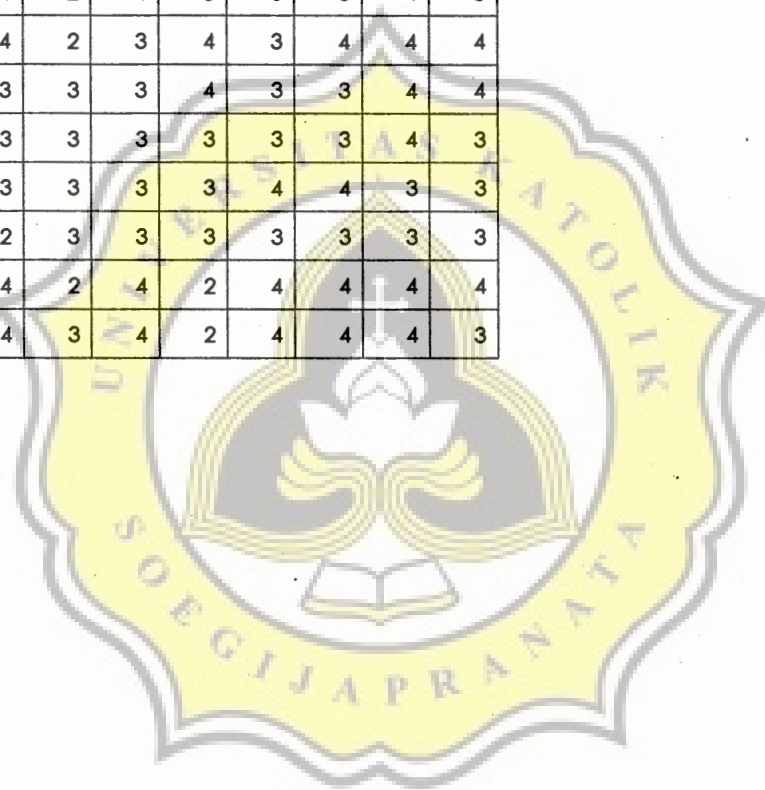 4 2 3 4 3 4 4 4
3 3 3 4 3 3 4 4
3 3 3 3 3 3 4 3
3 3 3 3 4 4 3 3
2 3 3 3 3 3 3 3
4 2 4 2 4 4 4 4
4 3 4 2 4 4 4 3
UNIVERSITAS KATOLIK
SOEGIJAPRANATA